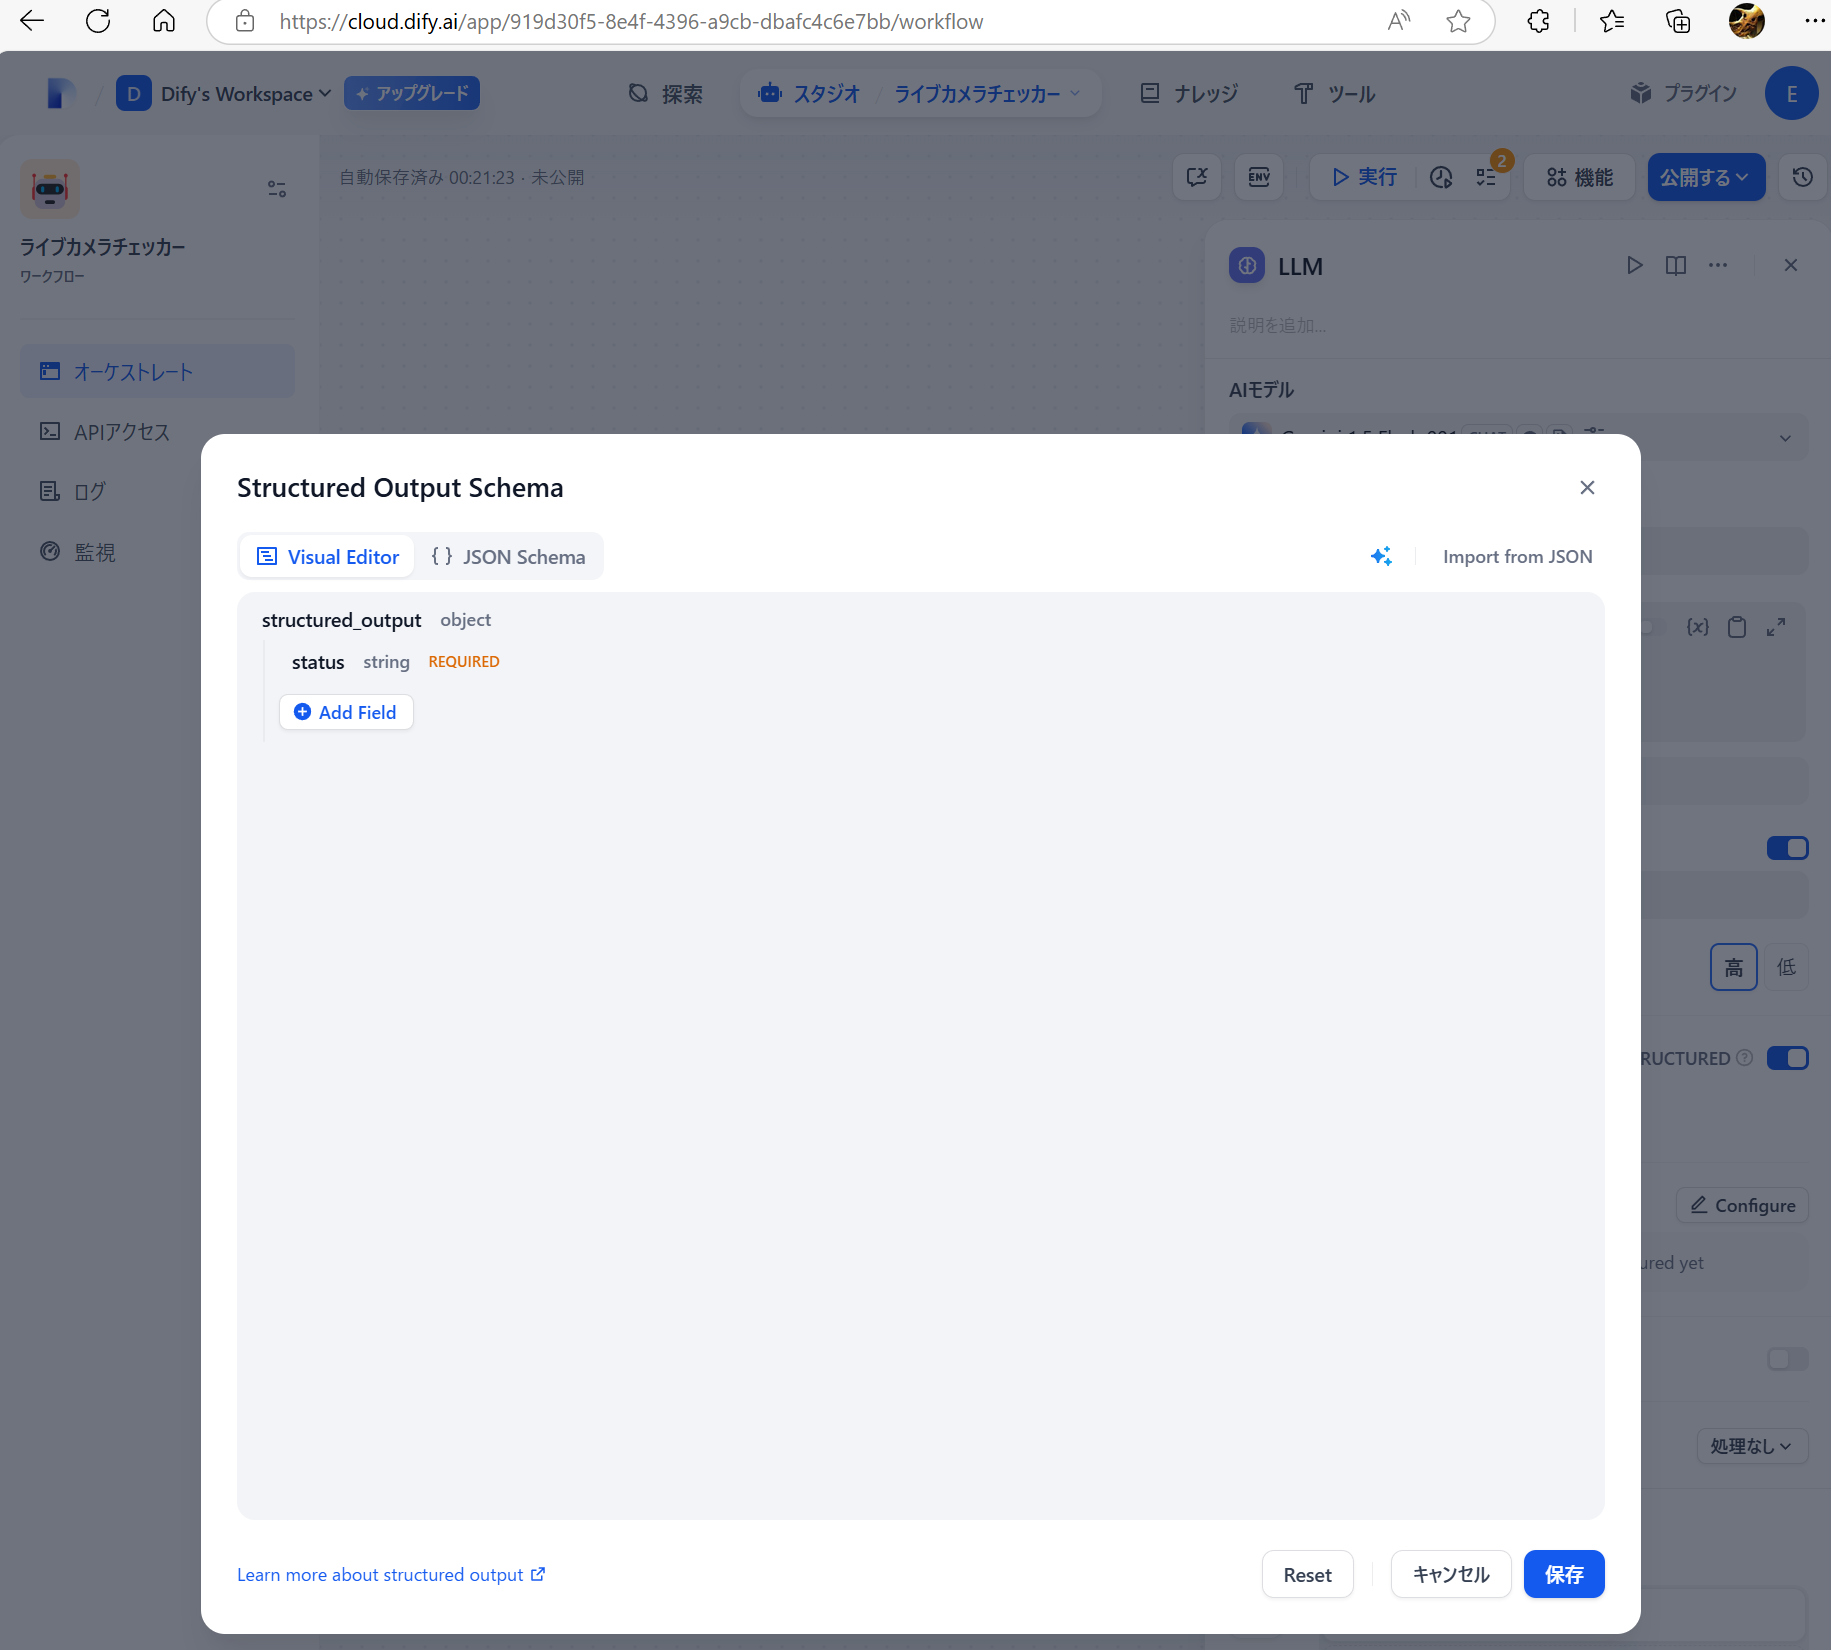 https://cloud.dify.ai/app/919d30f5-8e4f-4396-a9cb-dbafc4c6e7bb/workflow
D Dify's Workspace アップグレード 探索 スタジオ / ライブカメラチェッカー ナレッジ ツール プラグイン E
自動保存済み 00:21:23 · 未公開 ENV 実行 2 機能 公開する
ライブカメラチェッカー
ワークフロー
LLM
説明を追加...
オーケストレート
AIモデル
APIアクセス
ログ
監視
Structured Output Schema
Visual Editor
{ } JSON Schema
Import from JSON
structured_output object
status string REQUIRED
Add Field
{x}
高 低
RUCTURED
Configure
ured yet
処理なし
Learn more about structured output
Reset
キャンセル
保存